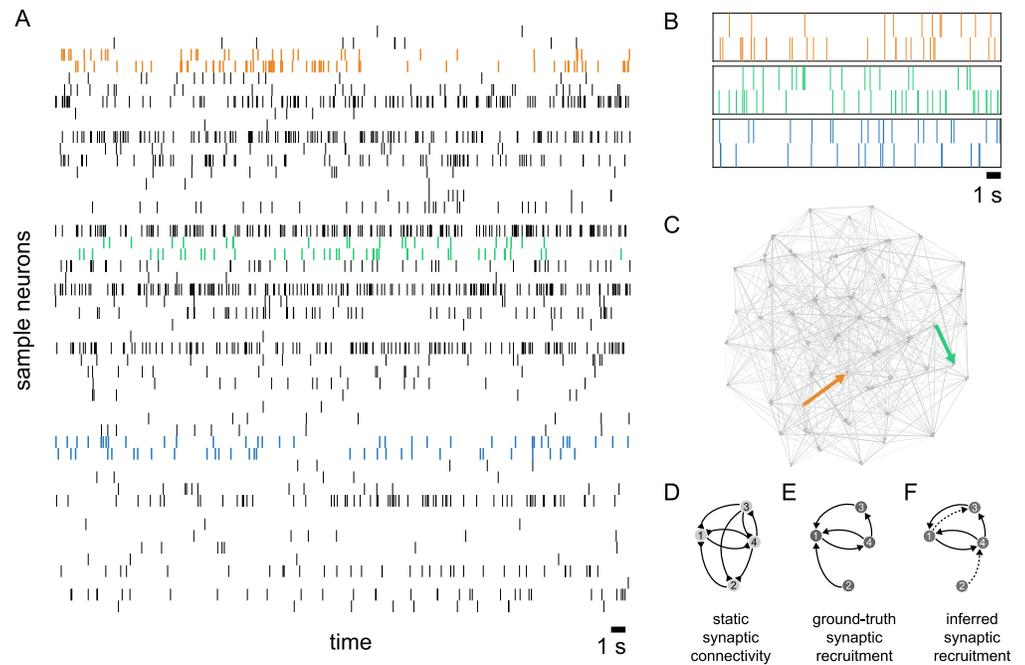 A
sample neurons
time
1 s
B
1 s
C
D
3
1
4
2
static
synaptic
connectivity
E
3
1
4
2
ground-truth
synaptic
recruitment
F
3
1
4
2
inferred
synaptic
recruitment